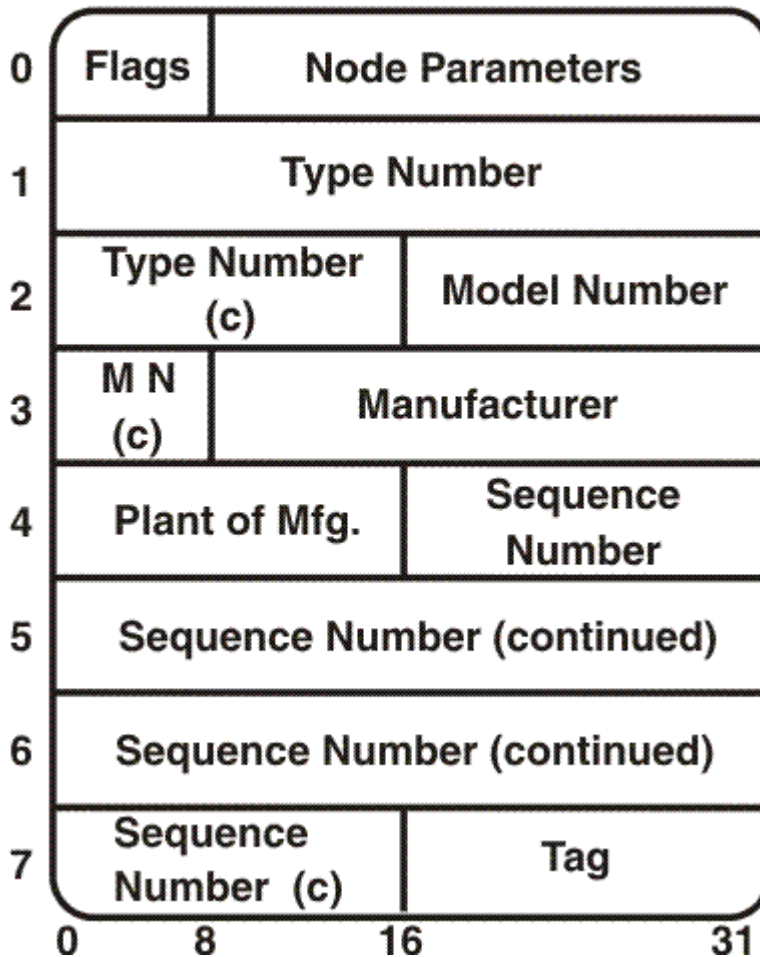 0 Flags Node Parameters
1 Type Number
2 Type Number
(c) Model Number
3 M N
(c) Manufacturer
4 Plant of Mfg. Sequence
Number
5 Sequence Number (continued)
6 Sequence Number (continued)
7 Sequence
Number (c) Tag
0 8 16 31